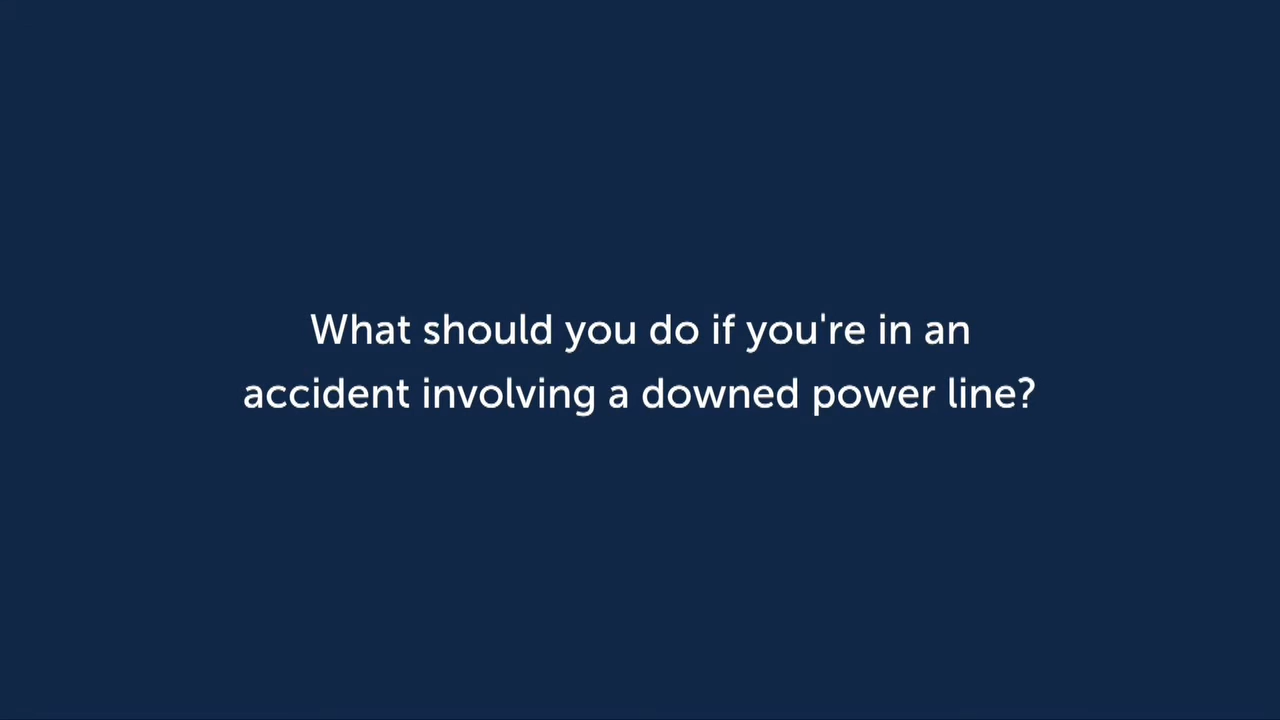 What should you do if you're in an
accident involving a downed power line?